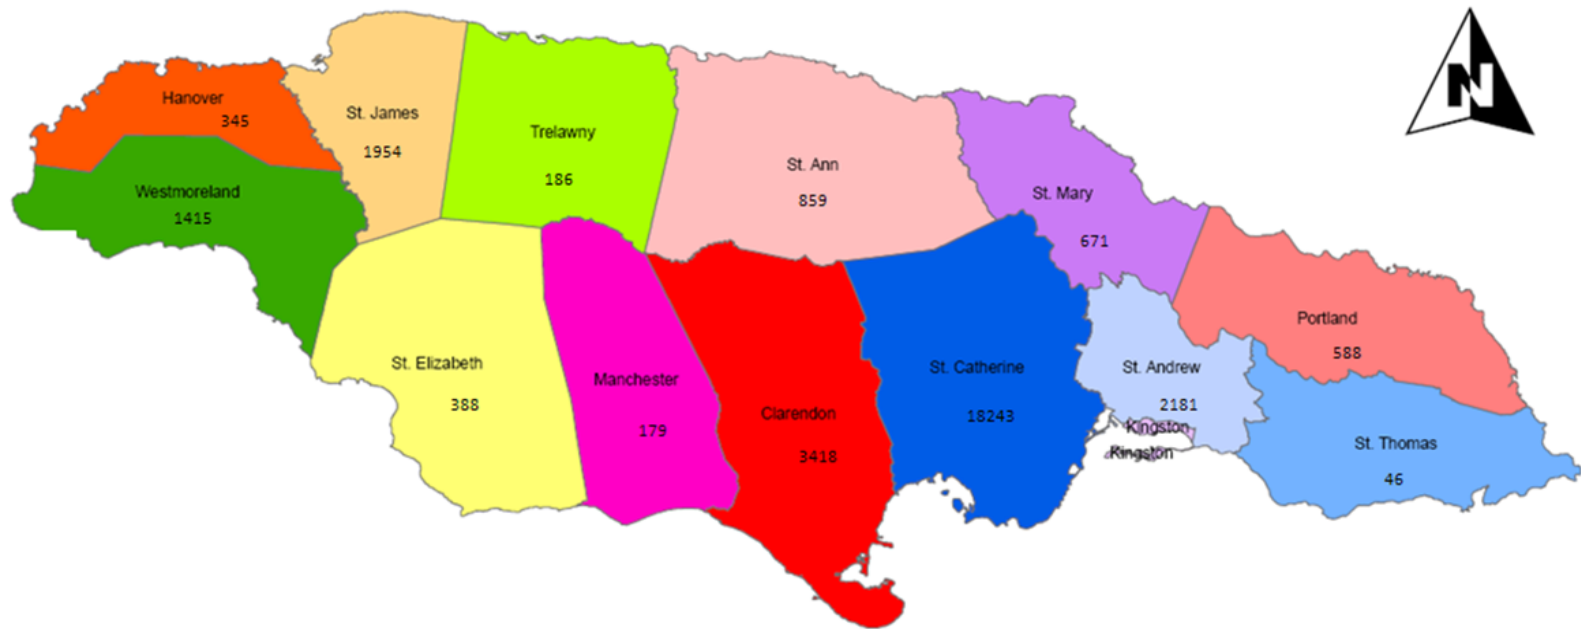 N
Hanover
345
St. James
1954
Trelawny
186
St. Ann
859
Westmoreland
1415
St. Mary
671
Portland
588
St. Elizabeth
388
Manchester
179
Clarendon
3418
St. Catherine
18243
St. Andrew
2181
Kingston
Kingston
St. Thomas
46